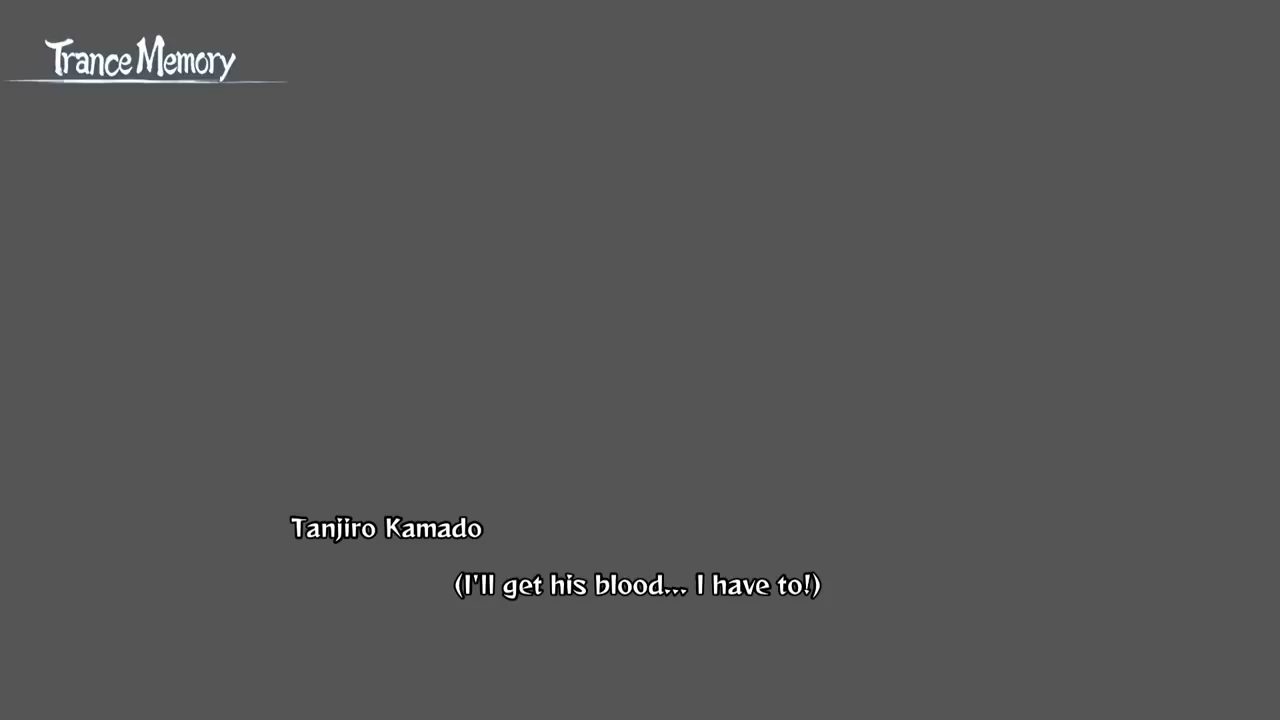 Trance Memory
Tanjiro Kamado
(I'll get his blood... I have to!)